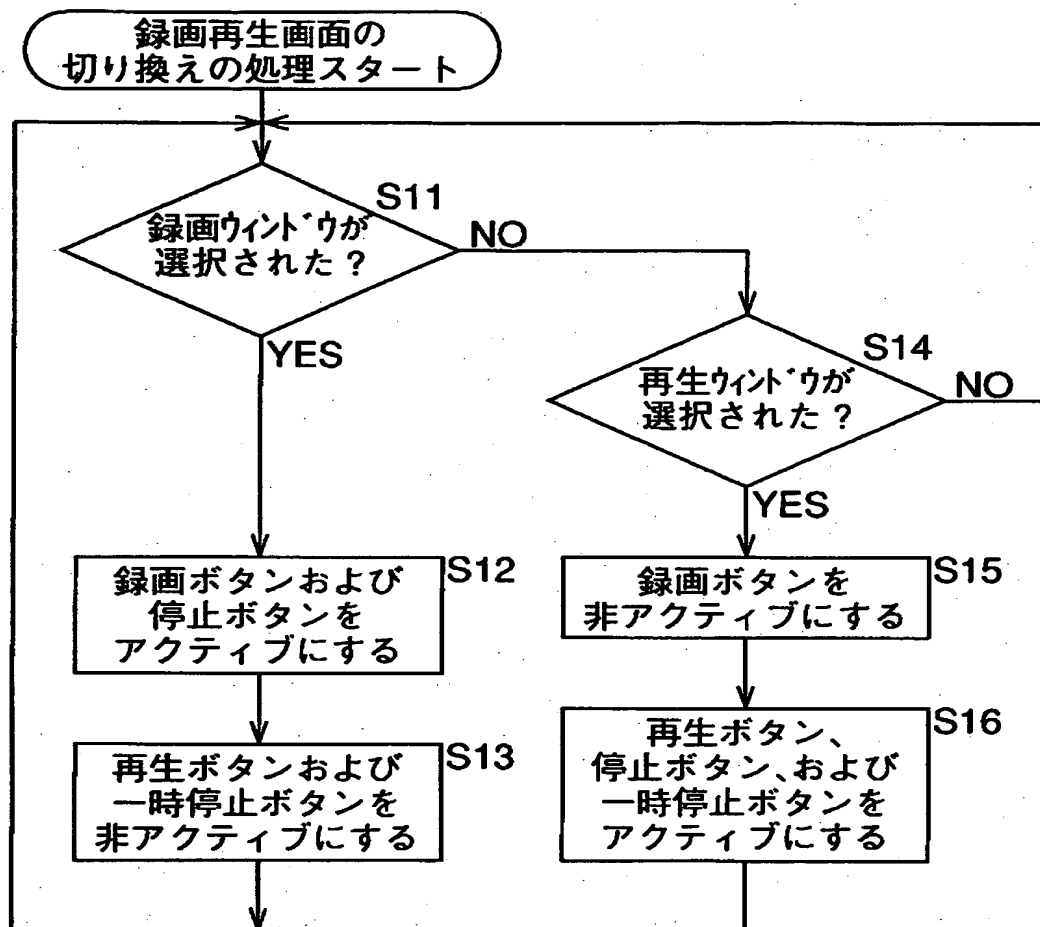 録画再生画面の
切り換えの処理スタート
S11
録画ウィンドウが
選択された?
NO
YES
S14
再生ウィンドウが
選択された?
NO
YES
S12
録画ボタンおよび
停止ボタンを
アクティブにする
S15
録画ボタンを
非アクティブにする
S13
再生ボタンおよび
一時停止ボタンを
非アクティブにする
S16
再生ボタン、
停止ボタン、および
一時停止ボタンを
アクティブにする